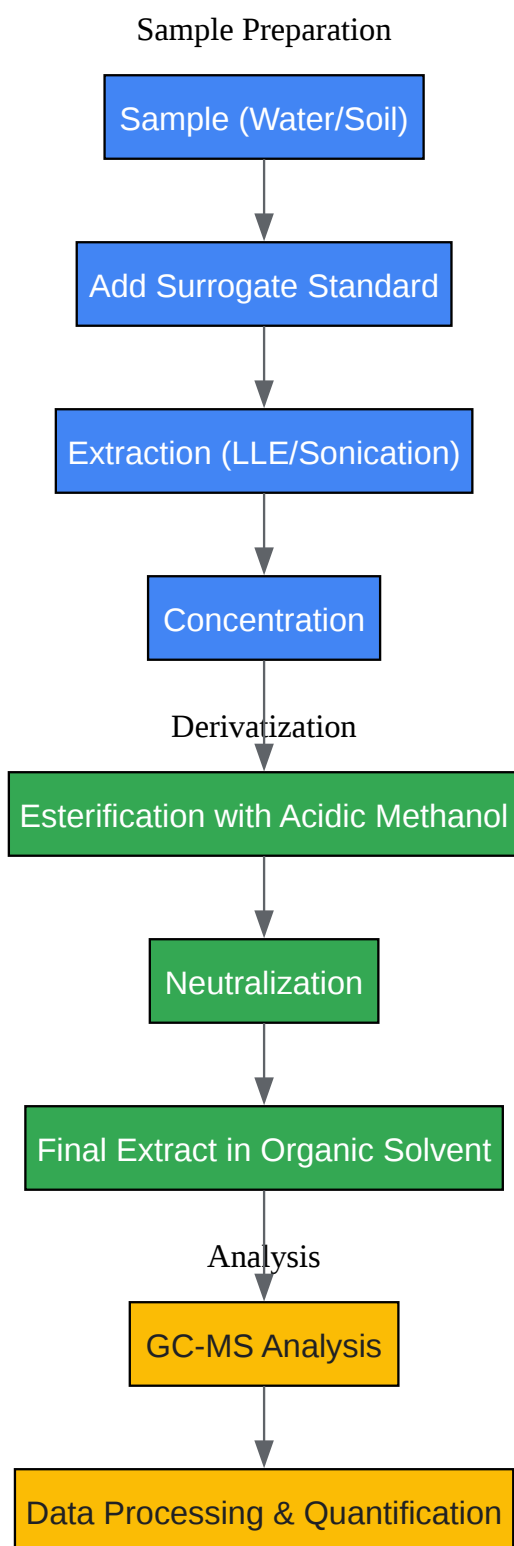 Sample Preparation
Sample (Water/Soil)
Add Surrogate Standard
Extraction (LLE/Sonication)
Concentration
Derivatization
Esterification with Acidic Methanol
Neutralization
Final Extract in Organic Solvent
Analysis
GC-MS Analysis
Data Processing & Quantification